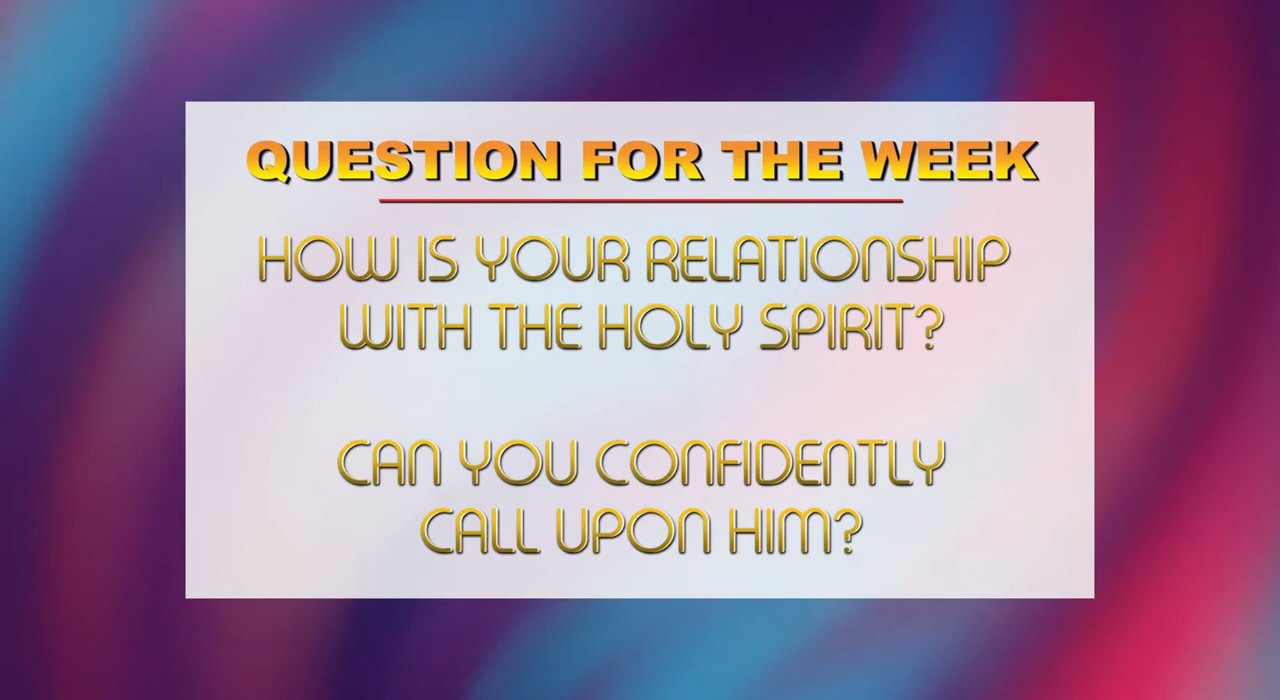 QUESTION FOR THE WEEK
HOW IS YOUR RELATIONSHIP
WITH THE HOLY SPIRIT?
CAN YOU CONFIDENTLY
CALL UPON HIM?